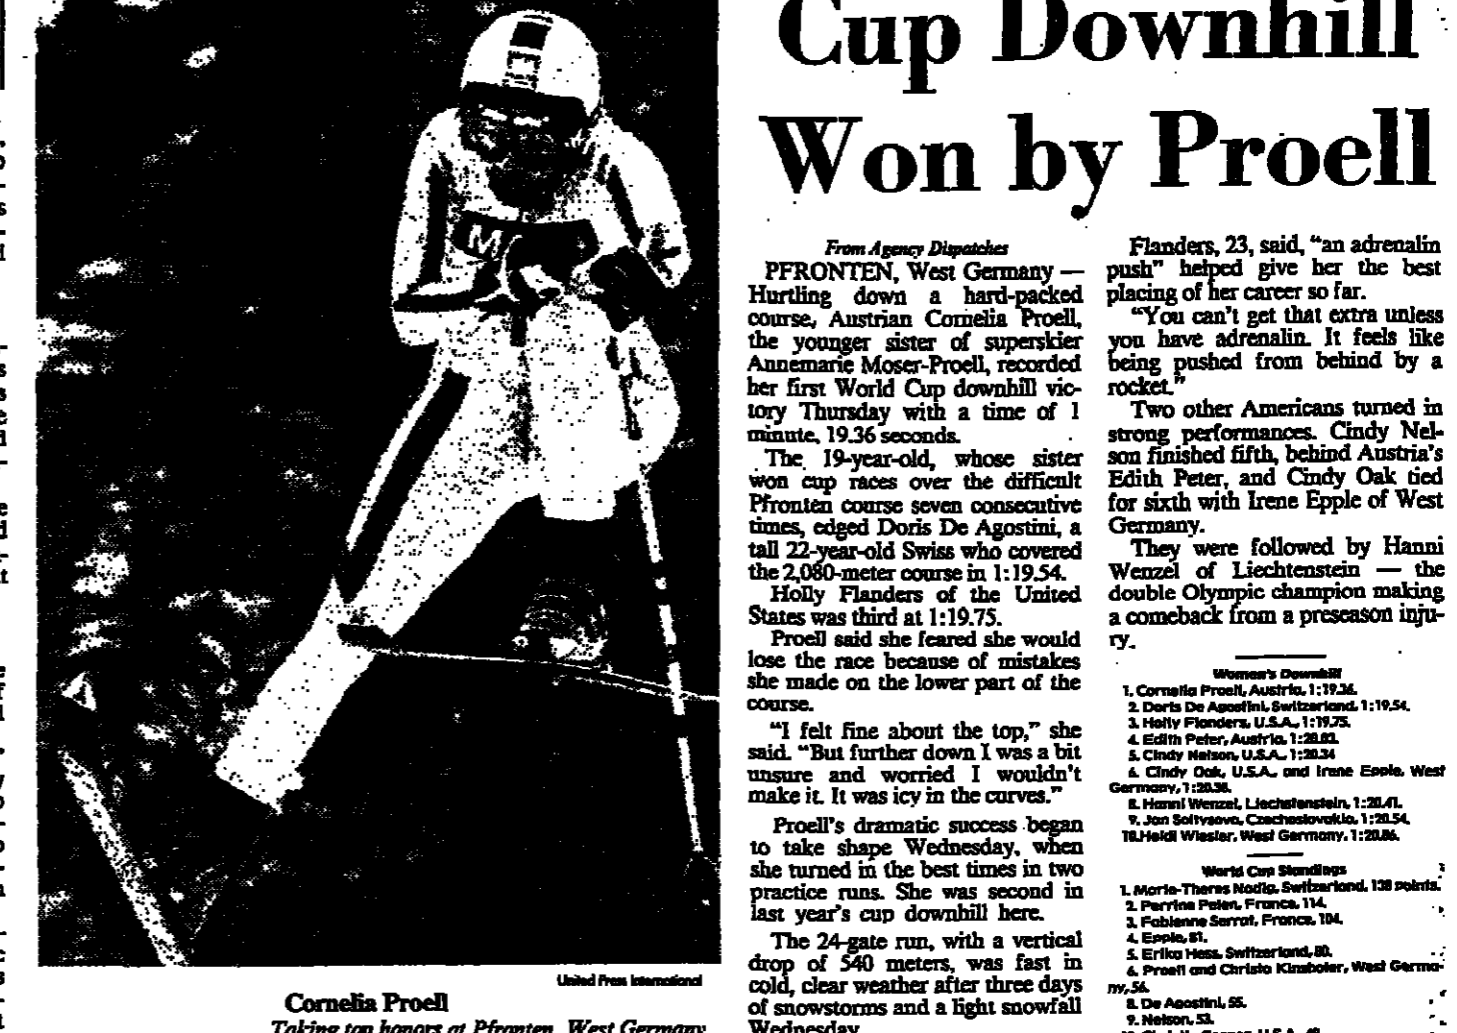 Cup Downhill
Won by Proell
From Agency Dispatches
PFRONTEN, West Germany —
Hurtling down a hard-packed
course, Austrian Cornelia Proell,
the younger sister of superskier
Annemarie Moser-Proell, recorded
her first World Cup downhill vic-
tory Thursday with a time of 1
minute, 19.36 seconds.
The 19-year-old, whose sister
won cup races over the difficult
Pfronten course seven consecutive
times, edged Doris De Agostini, a
tall 22-year-old Swiss who covered
the 2,080-meter course in 1:19.54.
Holly Flanders of the United
States was third at 1:19.75.
Proell said she feared she would
lose the race because of mistakes
she made on the lower part of the
course.
"I felt fine about the top," she
said. "But further down I was a bit
unsure and worried I wouldn't
make it. It was icy in the curves."
Proell's dramatic success began
to take shape Wednesday, when
she turned in the best times in two
practice runs. She was second in
last year's cup downhill here.
The 24-gate run, with a vertical
drop of 540 meters, was fast in
cold, clear weather after three days
of snowstorms and a light snowfall
Wednesday
Flanders, 23, said, "an adrenalin
push" helped give her the best
placing of her career so far.
"You can't get that extra unless
you have adrenalin. It feels like
being pushed from behind by a
rocket."
Two other Americans turned in
strong performances. Cindy Nel-
son finished fifth, behind Austria's
Edith Peter, and Cindy Oak tied
for sixth with Irene Epple of West
Germany.
They were followed by Hanni
Wenzel of Liechtenstein — the
double Olympic champion making
a comeback from a preseason inju-
ry.
Women's Downhill
1. Cornelia Proell, Austria, 1:19.36.
2. Doris De Agostini, Switzerland, 1:19.54.
3. Holly Flanders, U.S.A., 1:19.75.
4. Edith Peter, Austria,
5. Cindy Nelson, U.S.A., 1:20.34
6. Cindy Oak, U.S.A., and Irene Epple, West
Germany, 1:20.36.
8. Hanni Wenzel, Liechstenstein, 1:20.41.
9. Jan Soltysova, Czechoslovakia, 1:20.54.
10. Heidi Wiesler, West Germany, 1:20.86.
World Cup Standings
1. Marie-Theres Nadig, Switzerland, 138 points.
2. Perrine Pelen, France, 114.
3. Fabienne Serrat, France, 104.
4. Epple, 81.
5. Erika Hess, Switzerland, 80.
6. Proell and Christa Kinshofer, West Germa-
ny, 56.
8. De Agostini, 55.
9. Nelson, 53.
United Press International
Cornelia Proell
Taking top honors at Pfronten, West Germany